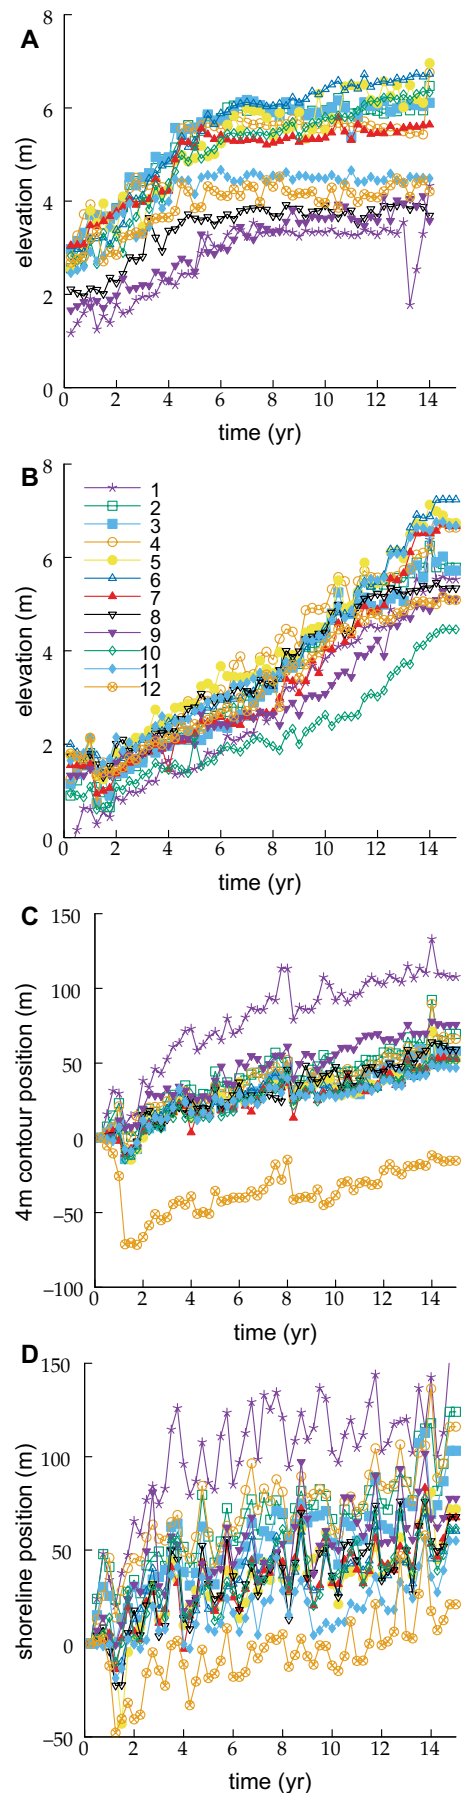 A
8
6
4
2
0
elevation (m)
0 2 4 6 8 10 12 14
time (yr)
B
8
6
4
2
0
elevation (m)
1
2
3
4
5
6
7
8
9
10
11
12
0 2 4 6 8 10 12 14
time (yr)
C
150
100
50
0
−50
−100
4m contour position (m)
0 2 4 6 8 10 12 14
time (yr)
D
150
100
50
0
−50
shoreline position (m)
0 2 4 6 8 10 12 14
time (yr)